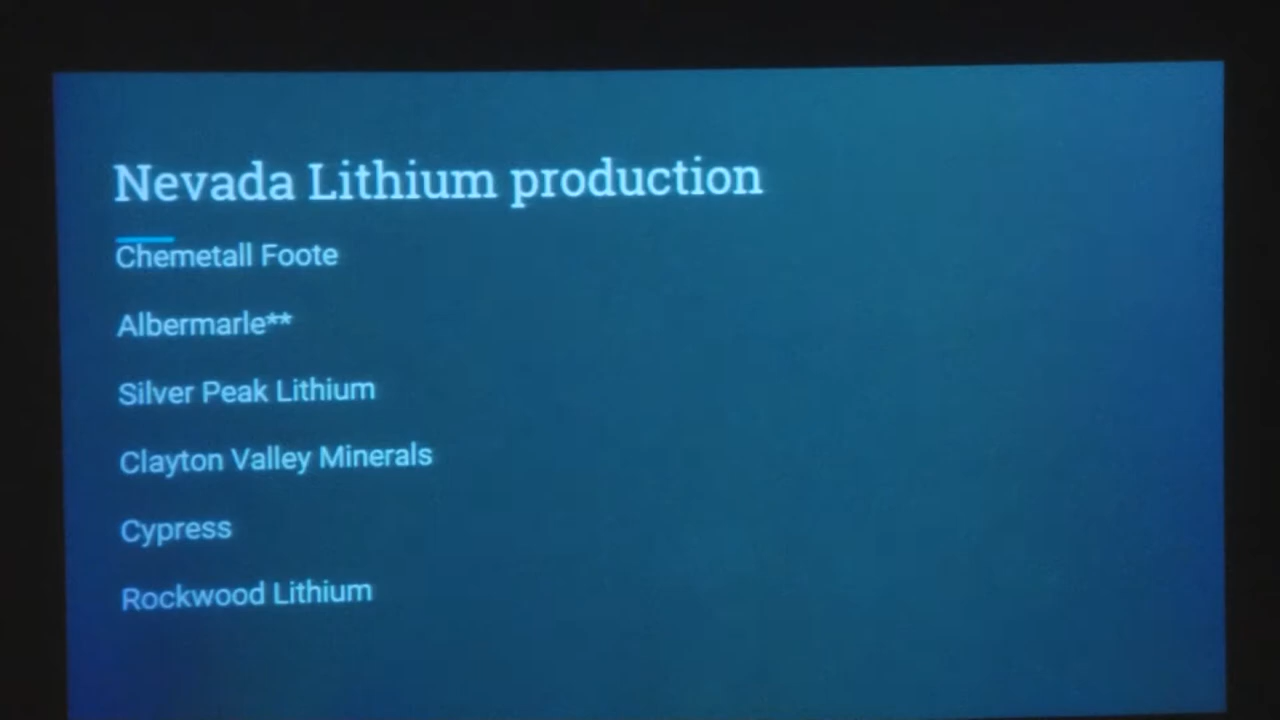 Nevada Lithium production
Chemetall Foote
Albermarle**
Silver Peak Lithium
Clayton Valley Minerals
Cypress
Rockwood Lithium